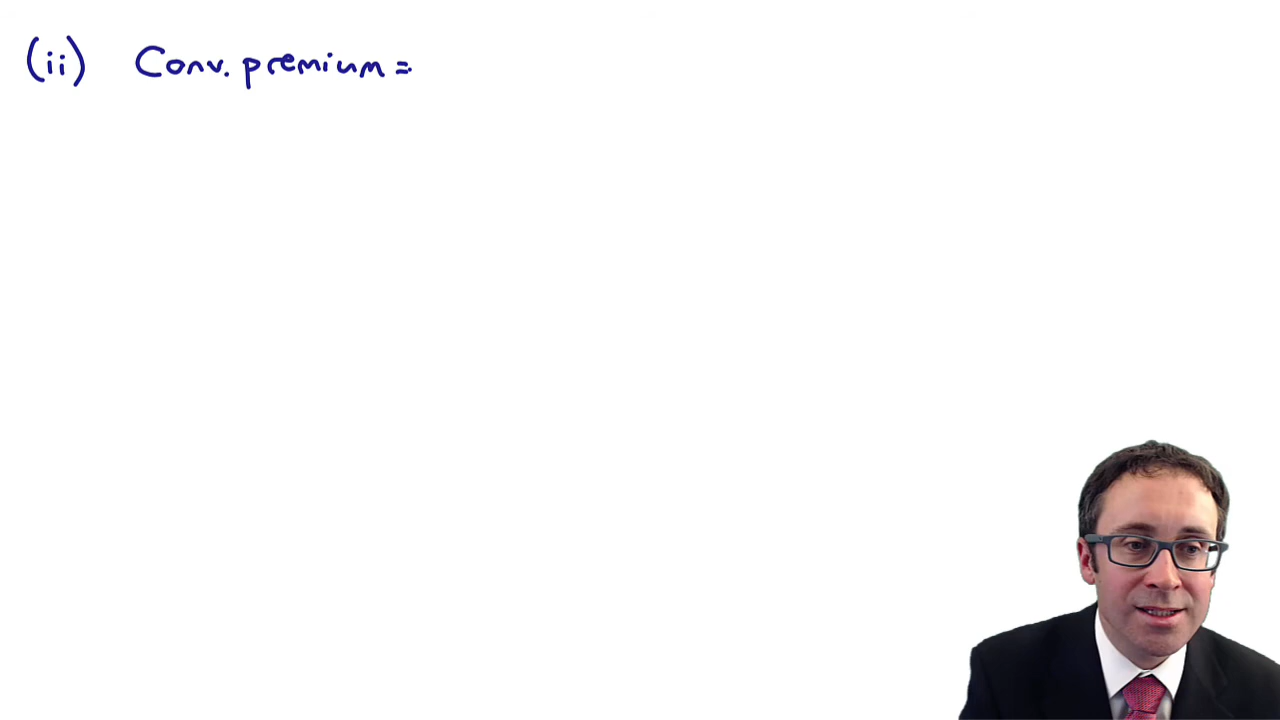 (ii) Conv. premium =